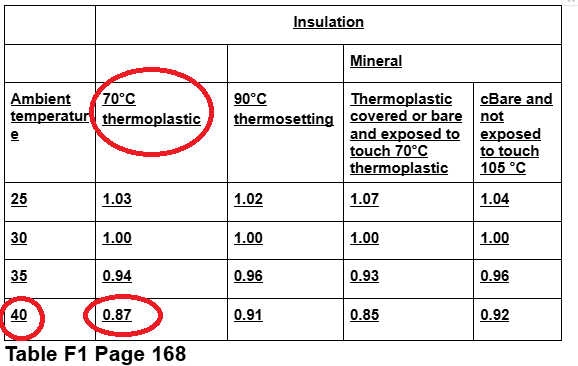 Insulation
Mineral
Ambient
temperatur
e
70°C
thermoplastic
90°C
thermosetting
Thermoplastic
covered or bare
and exposed to
touch 70°C
thermoplastic
cBare and
not
exposed
to touch
105 °C
25 1.03 1.02 1.07 1.04
30 1.00 1.00 1.00 1.00
35 0.94 0.96 0.93 0.96
40 0.87 0.91 0.85 0.92
Table F1 Page 168